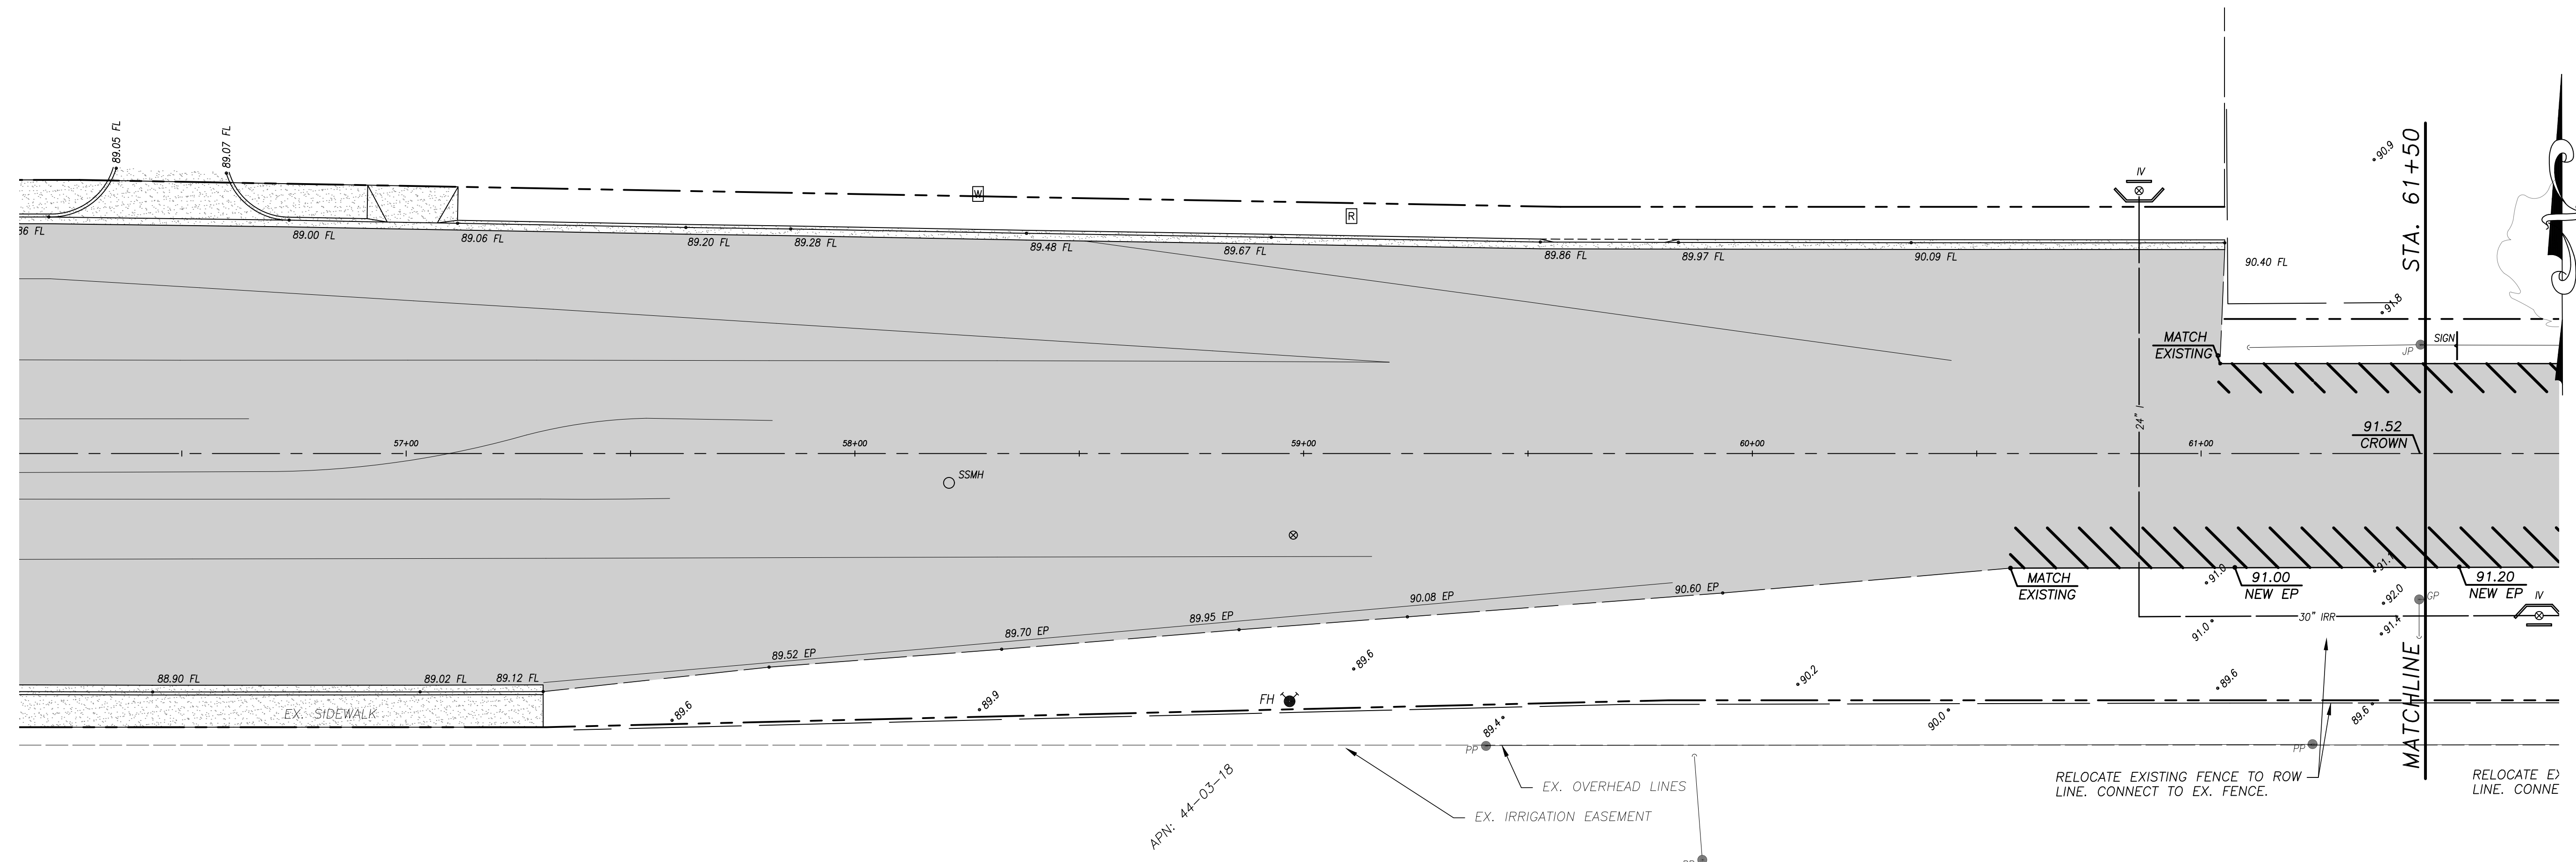 89.05 FL
89.07 FL
W
R
IV
90.9
STA. 61+50
36 FL
89.00 FL
89.06 FL
89.20 FL
89.28 FL
89.48 FL
89.67 FL
89.86 FL
89.97 FL
90.09 FL
90.40 FL
91.8
MATCH
EXISTING
JP
SIGN
24" I
91.52
CROWN
57+00
58+00
59+00
60+00
61+00
SSMH
MATCH
EXISTING
91.0
91.00
NEW EP
91.1
91.20
NEW EP
92.0
GP
IV
30" IRR
91.0
91.4
90.60 EP
90.08 EP
89.95 EP
89.70 EP
89.52 EP
88.90 FL
89.02 FL
89.12 FL
EX. SIDEWALK
89.6
89.9
FH
89.6
90.2
89.6
89.4
90.0
89.6
PP
PP
MATCHLINE
EX. OVERHEAD LINES
EX. IRRIGATION EASEMENT
APN: 44-03-18
RELOCATE EXISTING FENCE TO ROW
LINE. CONNECT TO EX. FENCE.
RELOCATE EX
LINE. CONNE